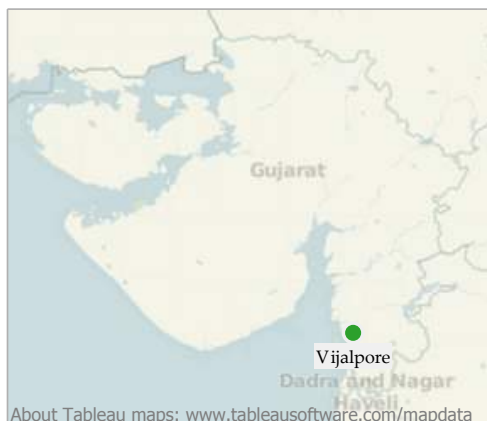 Gujarat
Vijalpore
Dadra and Nagar
Haveli
About Tableau maps: www.tableausoftware.com/mapdata